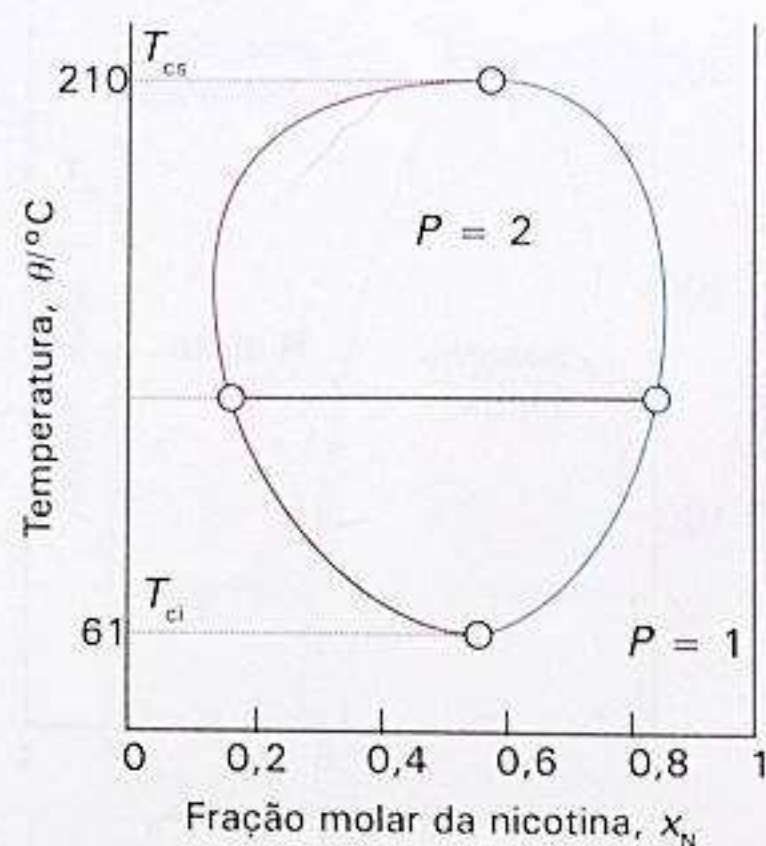 T_cs
210
Temperatura, θ/°C
P = 2
T_ci
61
P = 1
0 0,2 0,4 0,6 0,8 1
Fração molar da nicotina, x_N